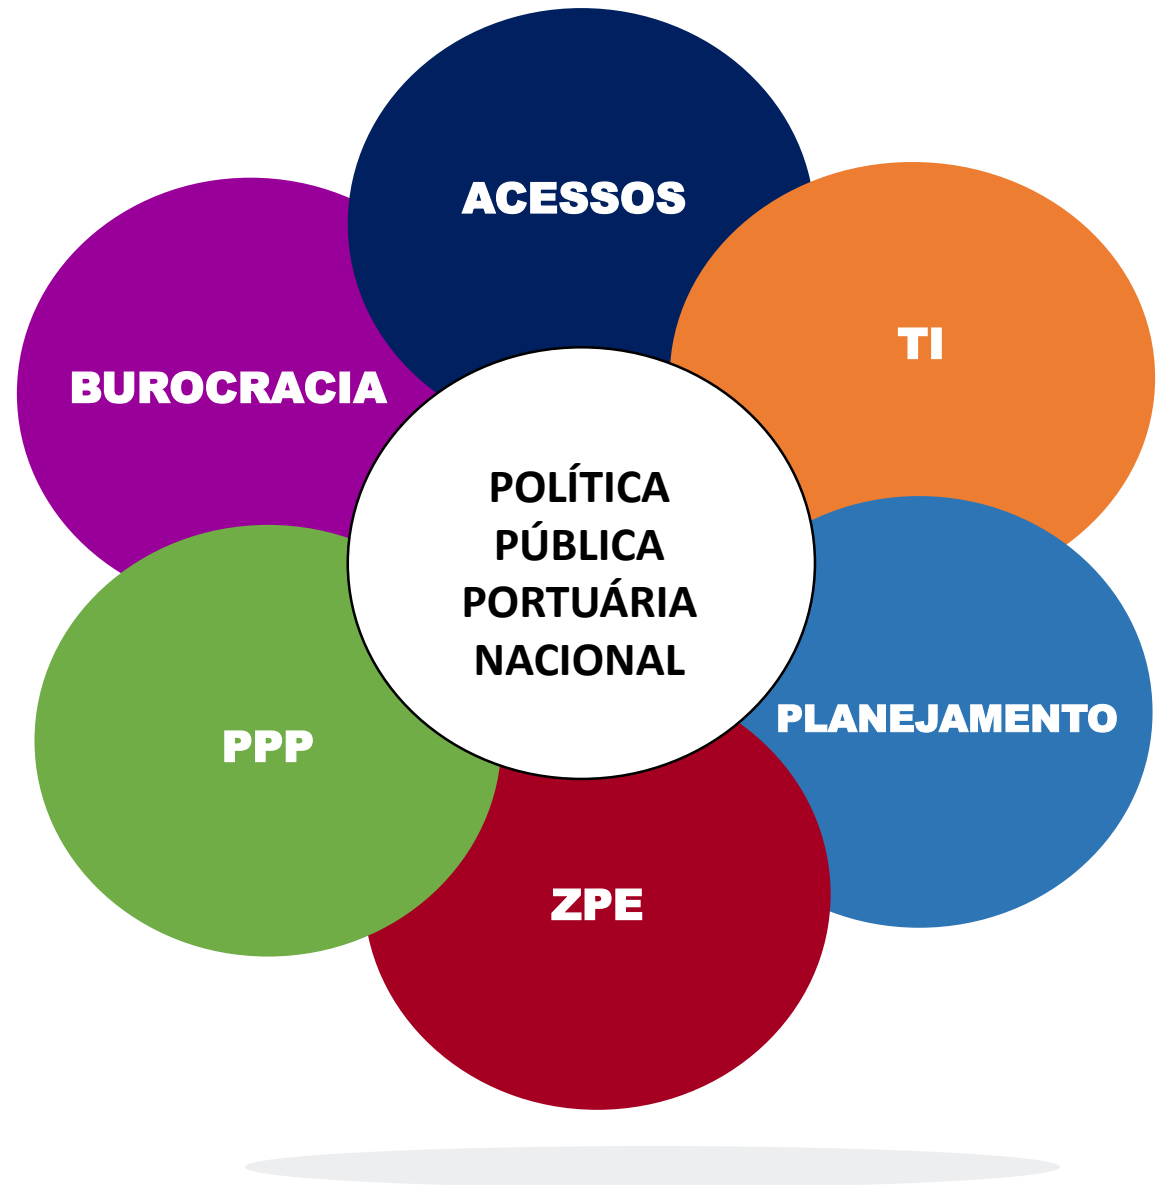 ACESSOS
TI
BUROCRACIA
POLÍTICA
PÚBLICA
PORTUÁRIA
NACIONAL
PLANEJAMENTO
PPP
ZPE